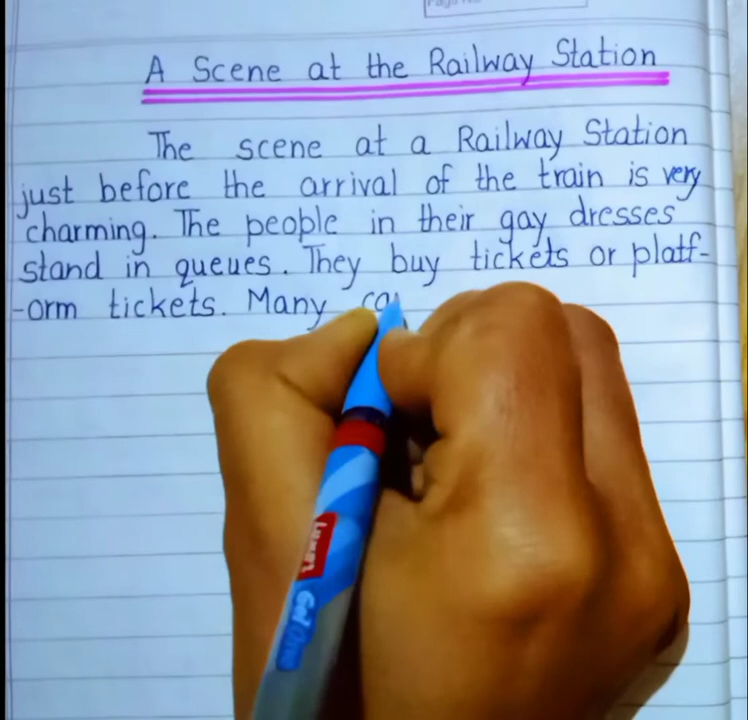 A Scene at the Railway Station
The scene at a Railway Station
just before the arrival of the train is very
charming. The people in their gay dresses
stand in queues. They buy tickets or platf-
-orm tickets. Many
Luxor